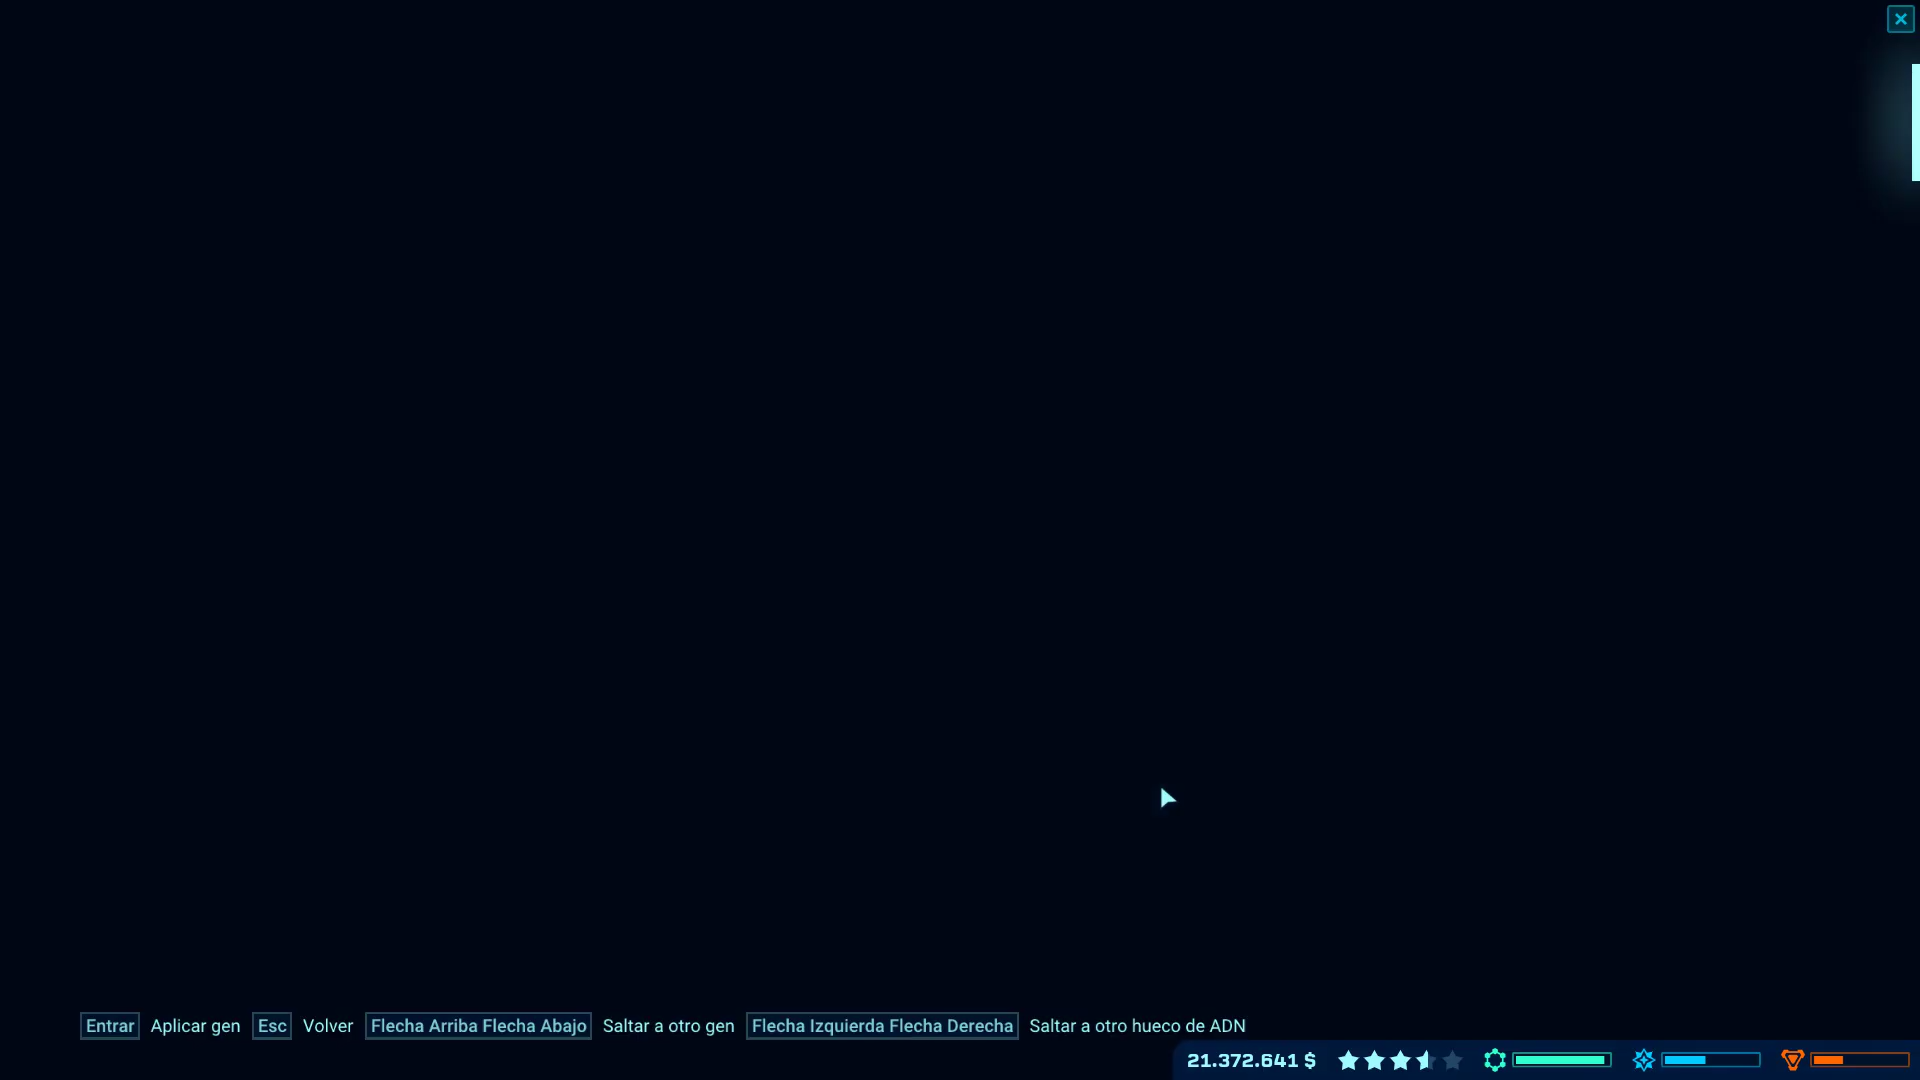 Entrar Aplicar gen Esc Volver Flecha Arriba Flecha Abajo Saltar a otro gen Flecha Izquierda Flecha Derecha Saltar a otro hueco de ADN
21.372.641 $